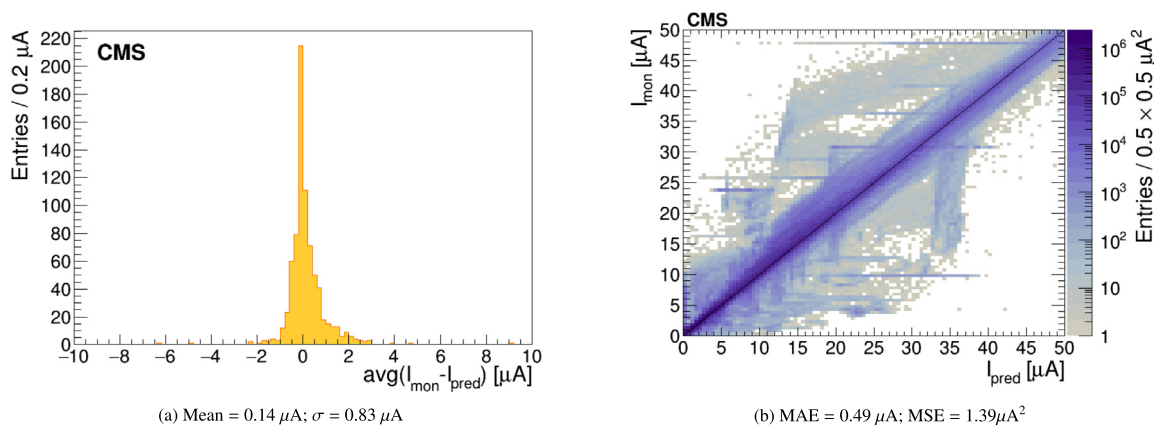 CMS
Entries / 0.2 μA
220
200
180
160
140
120
100
80
60
40
20
0
−10 −8 −6 −4 −2 0 2 4 6 8 10
avg(I_mon-I_pred) [μA]
(a) Mean = 0.14 μA; σ = 0.83 μA
CMS
I_mon [μA]
50
45
40
35
30
25
20
15
10
5
0
0 5 10 15 20 25 30 35 40 45 50
I_pred [μA]
10⁶
10⁵
10⁴
10³
10²
10
1
Entries / 0.5 × 0.5 μA²
(b) MAE = 0.49 μA; MSE = 1.39μA²